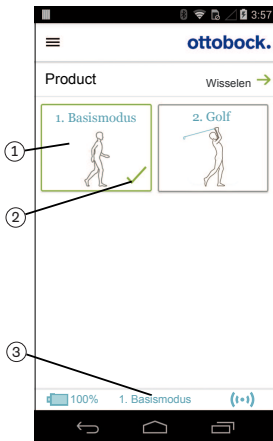 3:57
ottobock.
Product Wisselen
1. Basismodus 2. Golf
1
2
3
100% 1. Basismodus